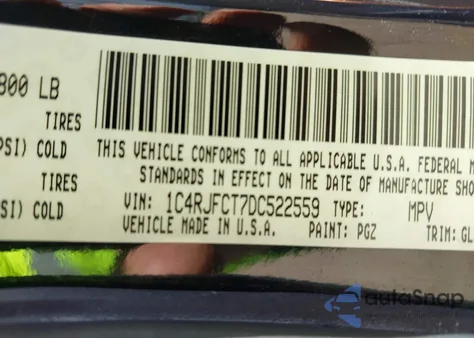 800 LB
TIRES
PSI) COLD
THIS VEHICLE CONFORMS TO ALL APPLICABLE U.S.A. FEDERAL M
STANDARDS IN EFFECT ON THE DATE OF MANUFACTURE SHO
TIRES
VIN: 1C4RJFCT7DC522559 TYPE: MPV
SI) COLD
VEHICLE MADE IN U.S.A. PAINT: PGZ TRIM: GL
autoSnap